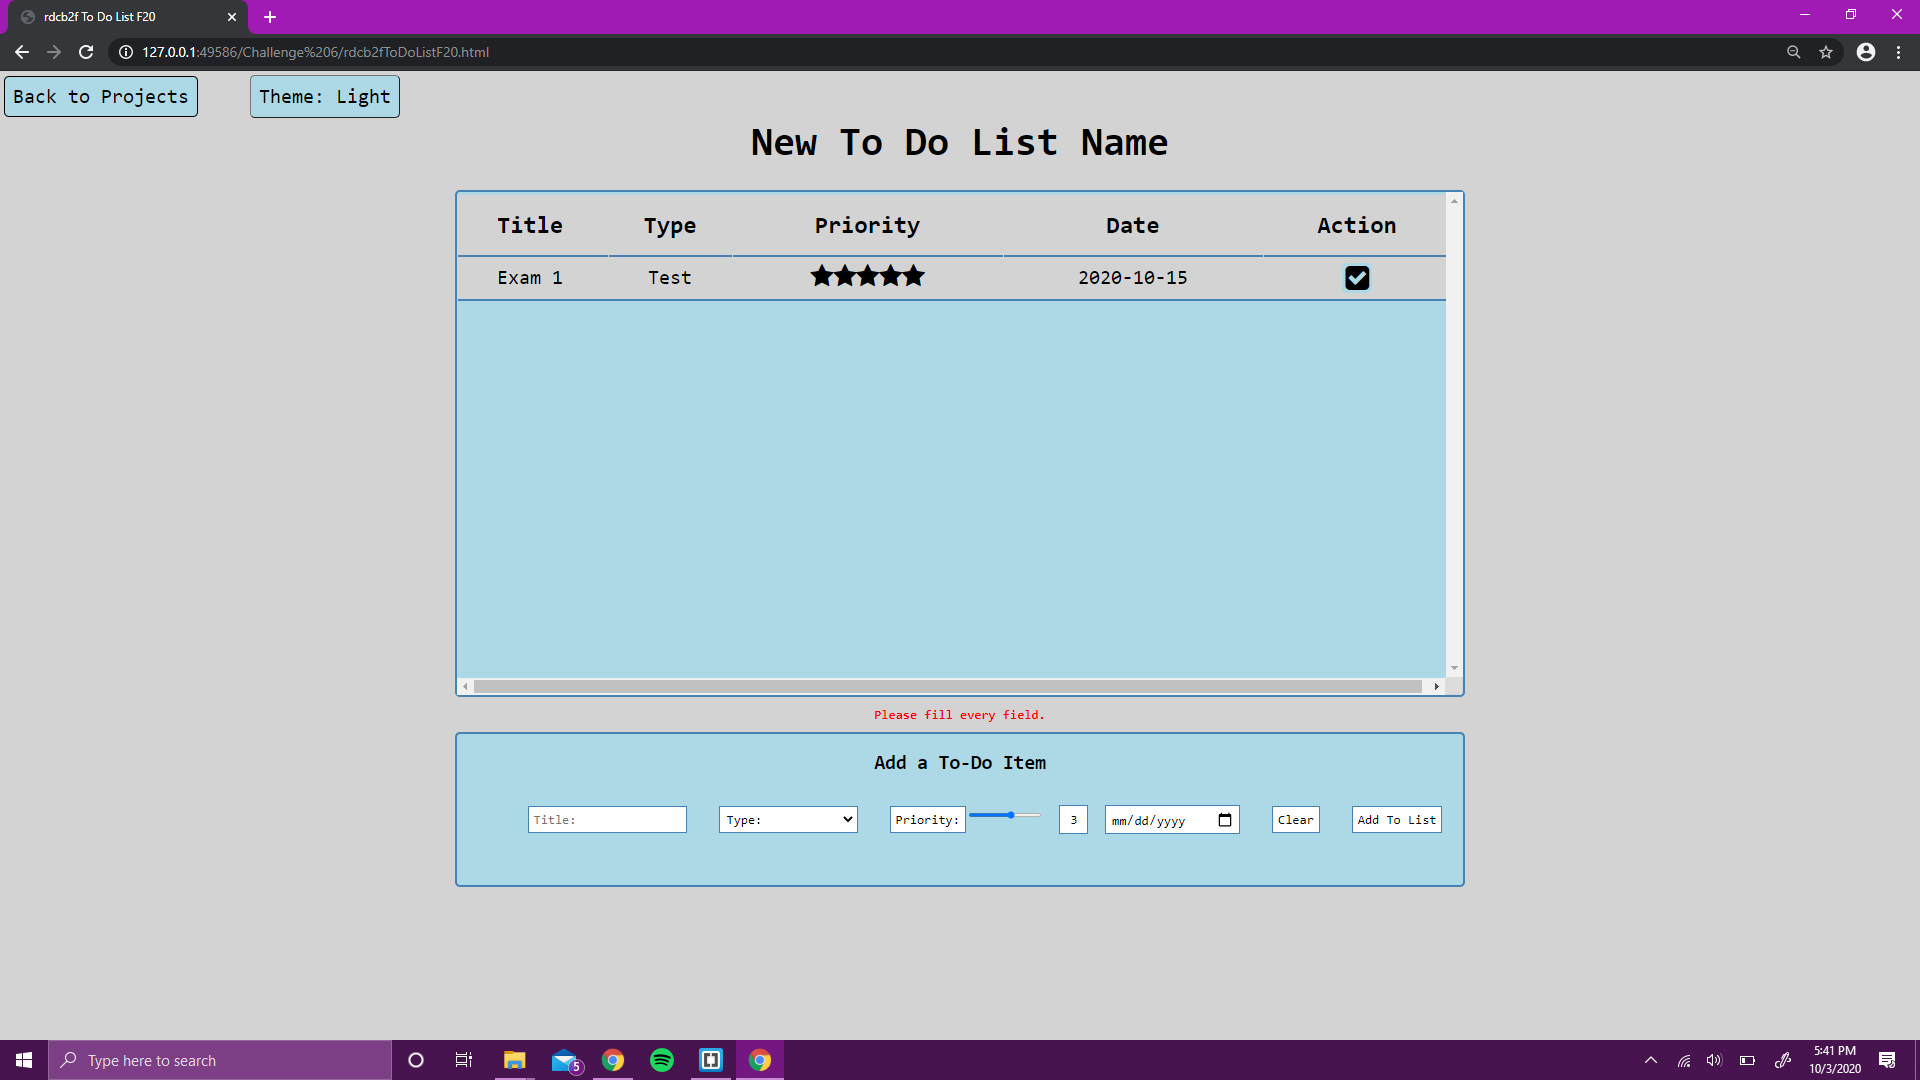 rdcb2f To Do List F20
127.0.0.1:49586/Challenge%206/rdcb2fToDoListF20.html
Back to Projects Theme: Light
New To Do List Name
Title Type Priority Date Action
Exam 1 Test 2020-10-15
Please fill every field.
Add a To-Do Item
Title: Type: Priority: 3 mm/dd/yyyy Clear Add To List
Type here to search 5 5:41 PM
10/3/2020